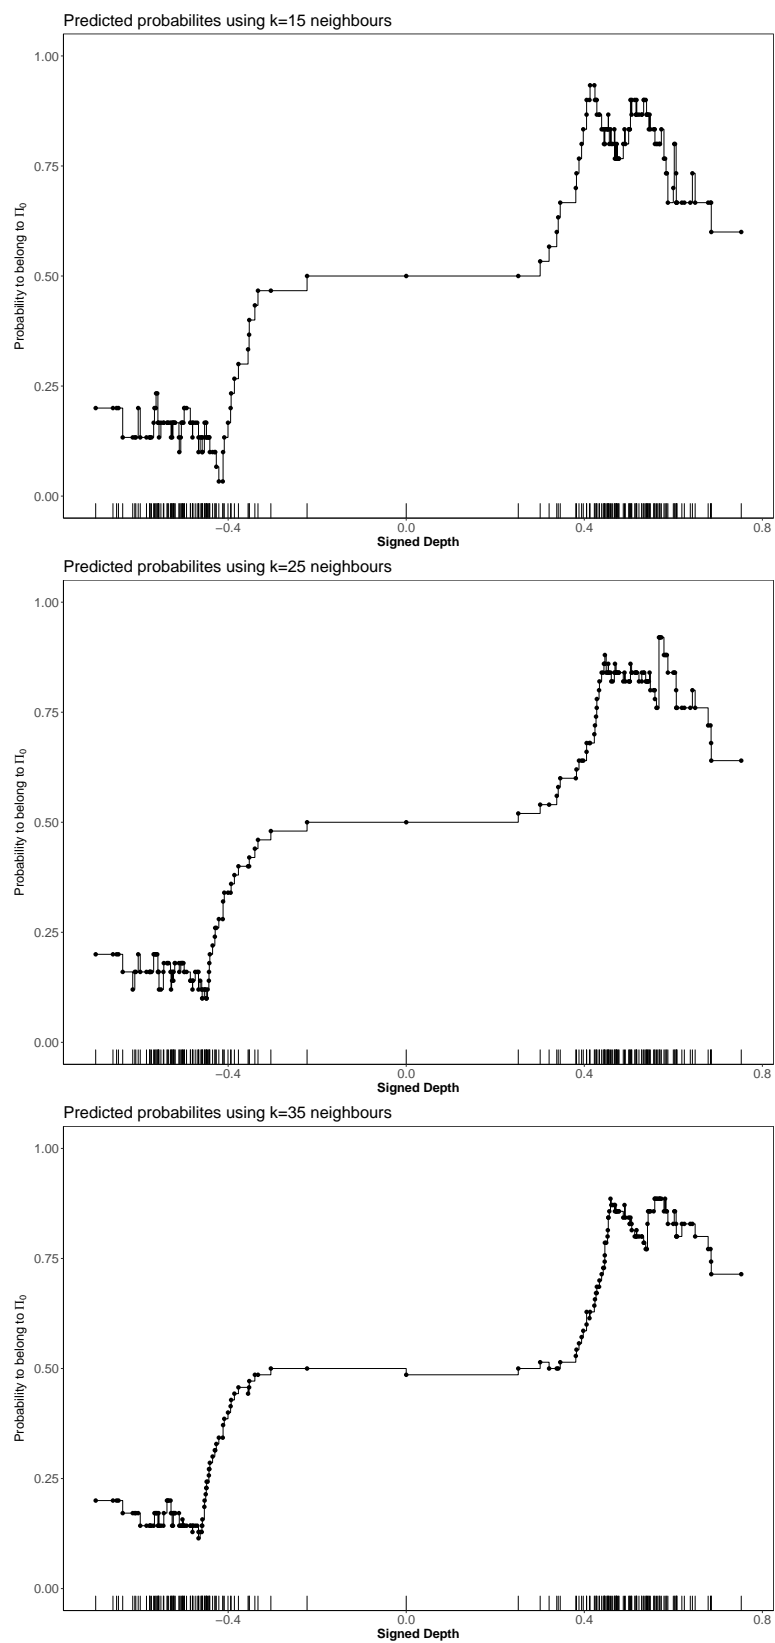 Predicted probabilites using k=15 neighbours
1.00
0.75
0.50
0.25
0.00
Probability to belong to Π₀
−0.4 0.0 0.4 0.8
Signed Depth
Predicted probabilites using k=25 neighbours
1.00
0.75
0.50
0.25
0.00
Probability to belong to Π₀
−0.4 0.0 0.4 0.8
Signed Depth
Predicted probabilites using k=35 neighbours
1.00
0.75
0.50
0.25
0.00
Probability to belong to Π₀
−0.4 0.0 0.4 0.8
Signed Depth